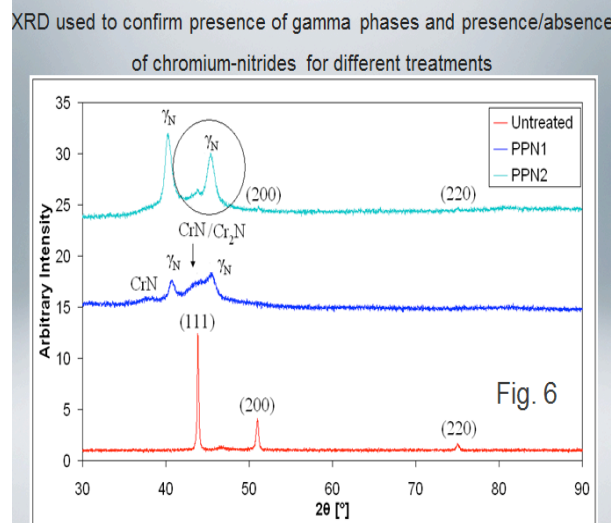 XRD used to confirm presence of gamma phases and presence/absence
of chromium-nitrides for different treatments
35
30
25
20
15
10
5
0
Arbitrary Intensity
γN
γN
(200)
(220)
Untreated
PPN1
PPN2
CrN/Cr2N
CrN
γN
γN
(111)
(200)
(220)
Fig. 6
30
40
50
60
70
80
90
2θ [°]